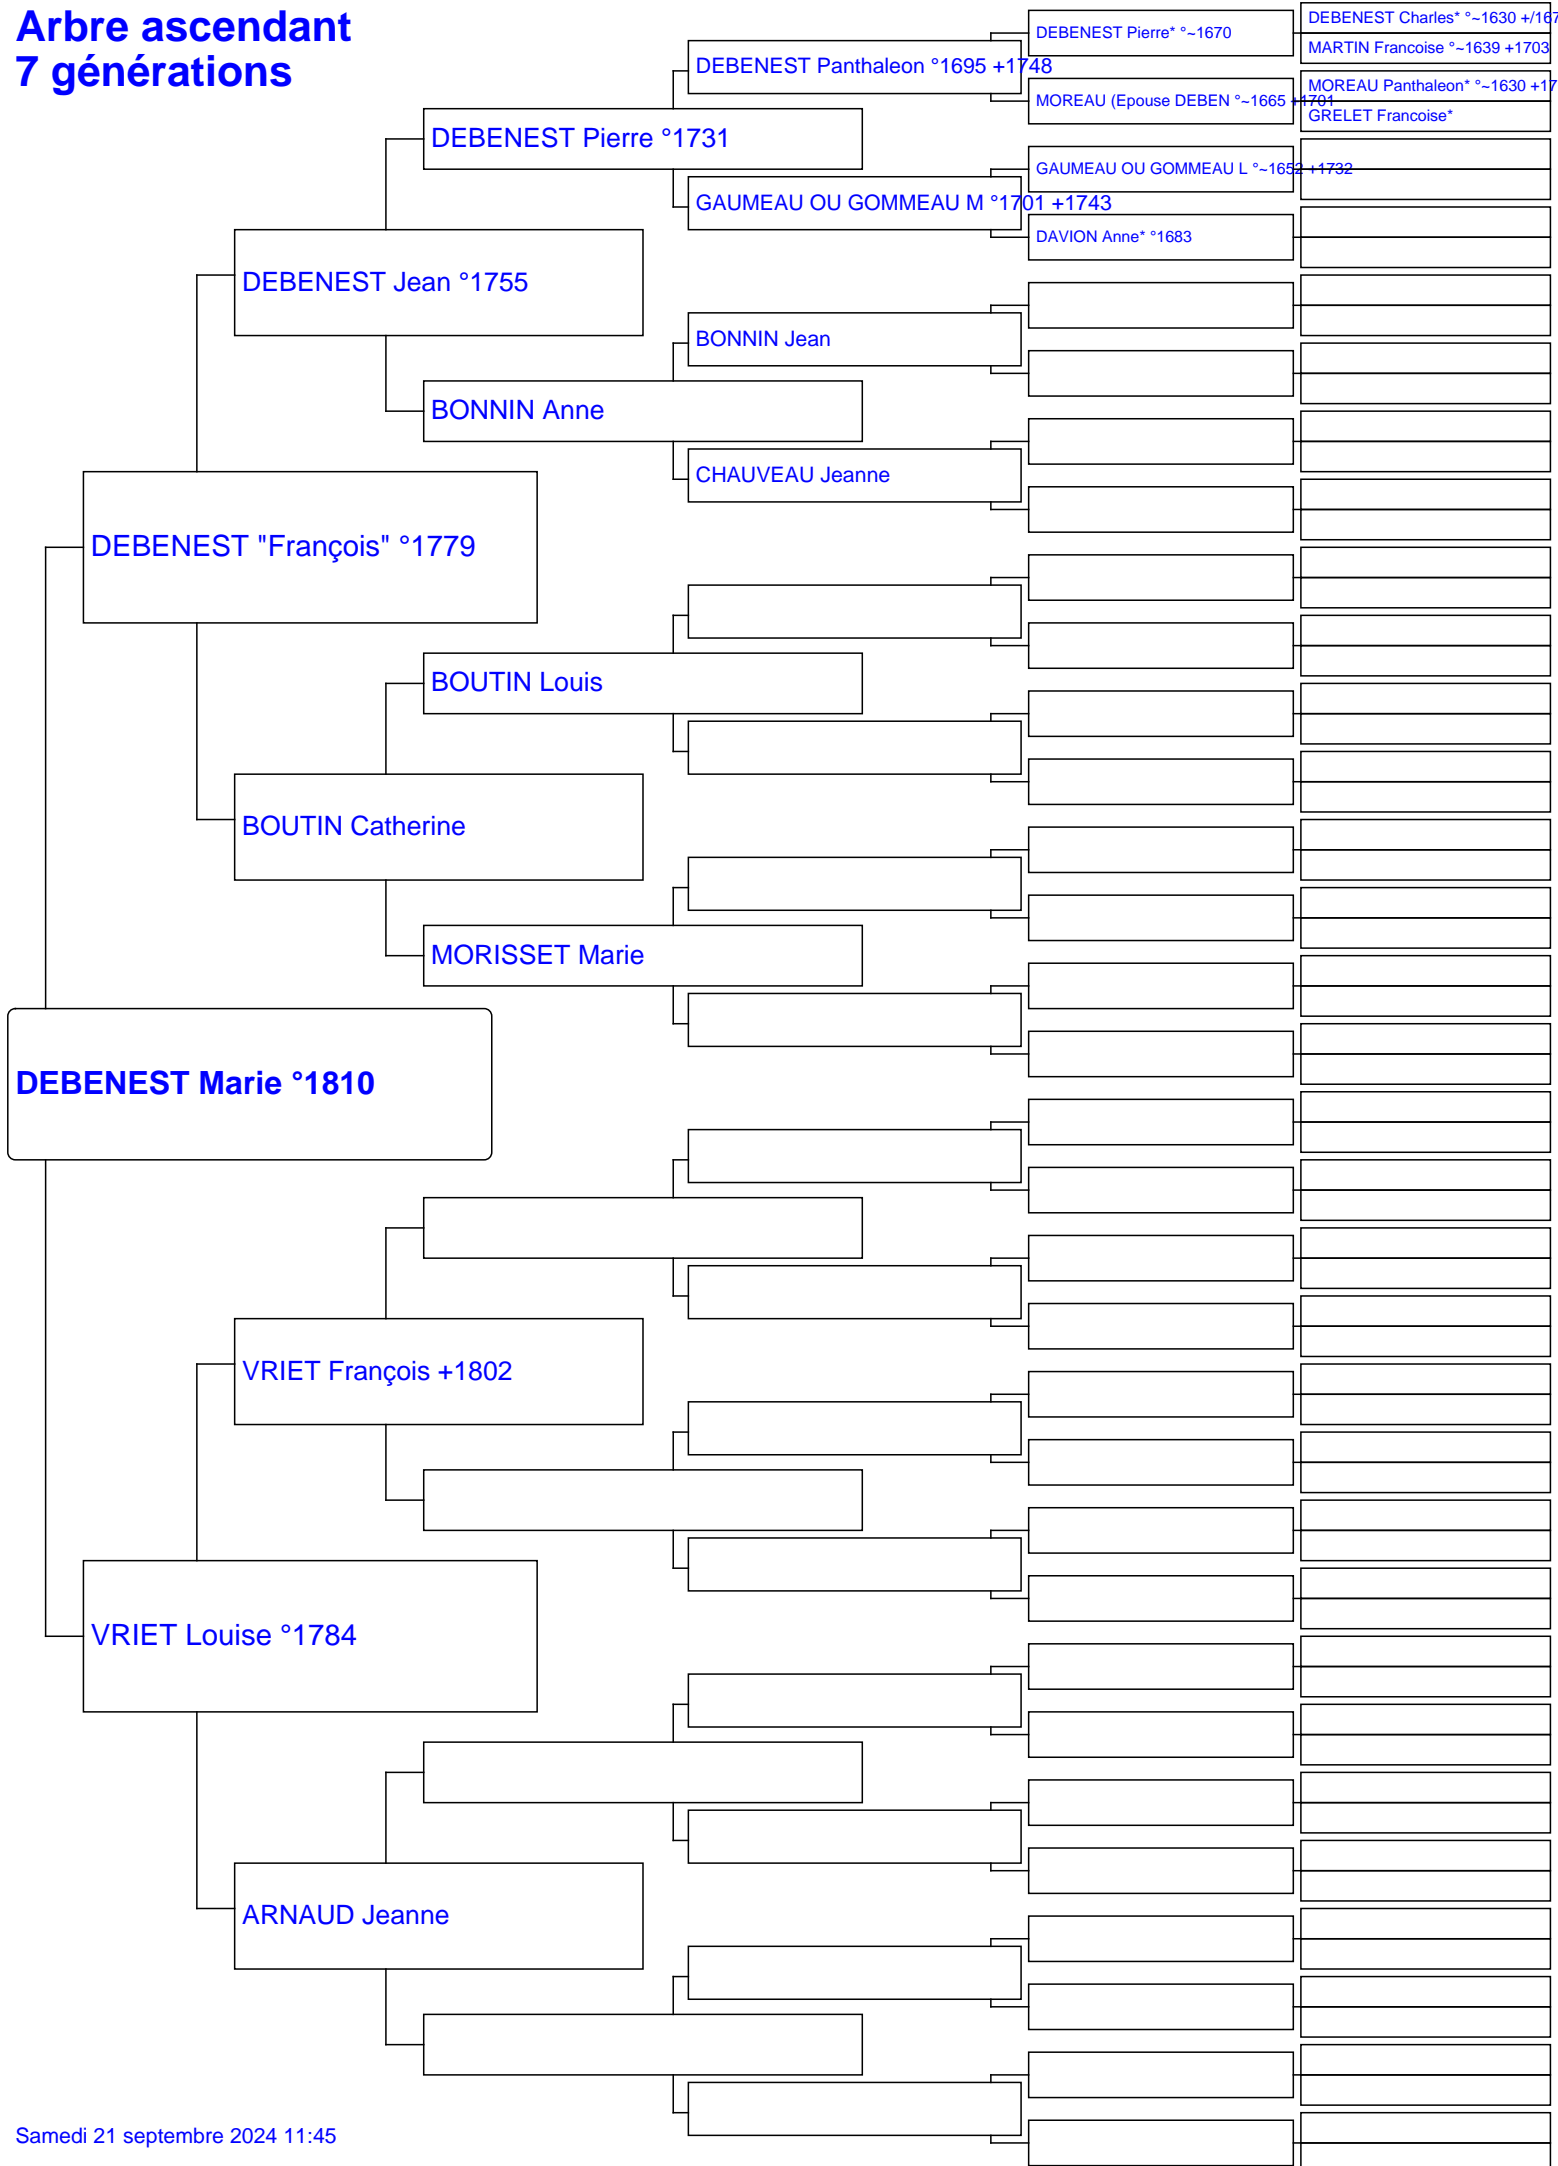 Arbre ascendant
7 générations
DEBENEST Charles* °~1630 +/167
DEBENEST Pierre* °~1670
MARTIN Francoise °~1639 +1703
DEBENEST Panthaleon °1695 +1748
MOREAU Panthaleon* °~1630 +17
MOREAU (Epouse DEBEN °~1665 +1701
GRELET Francoise*
DEBENEST Pierre °1731
GAUMEAU OU GOMMEAU L °~1652 +1732
GAUMEAU OU GOMMEAU M °1701 +1743
DAVION Anne* °1683
DEBENEST Jean °1755
BONNIN Jean
BONNIN Anne
CHAUVEAU Jeanne
DEBENEST "François" °1779
BOUTIN Louis
BOUTIN Catherine
MORISSET Marie
DEBENEST Marie °1810
VRIET François +1802
VRIET Louise °1784
ARNAUD Jeanne
Samedi 21 septembre 2024 11:45